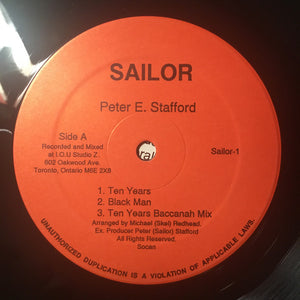 SAILOR
Peter E. Stafford
Side A
Recorded and Mixed
at I.O.U Studio Z.
602 Oakwood Ave.
Toronto, Ontario M6E 2X8
Sailor-1
ral
1. Ten Years
2. Black Man
3. Ten Years Baccanah Mix
Arranged by Michael (Skel) Redhead.
Ex. Producer Peter (Sailor) Stafford
All Rights Reserved.
Socan
UNAUTHORIZED DUPLICATION IS A VIOLATION OF APPLICABLE LAWS.